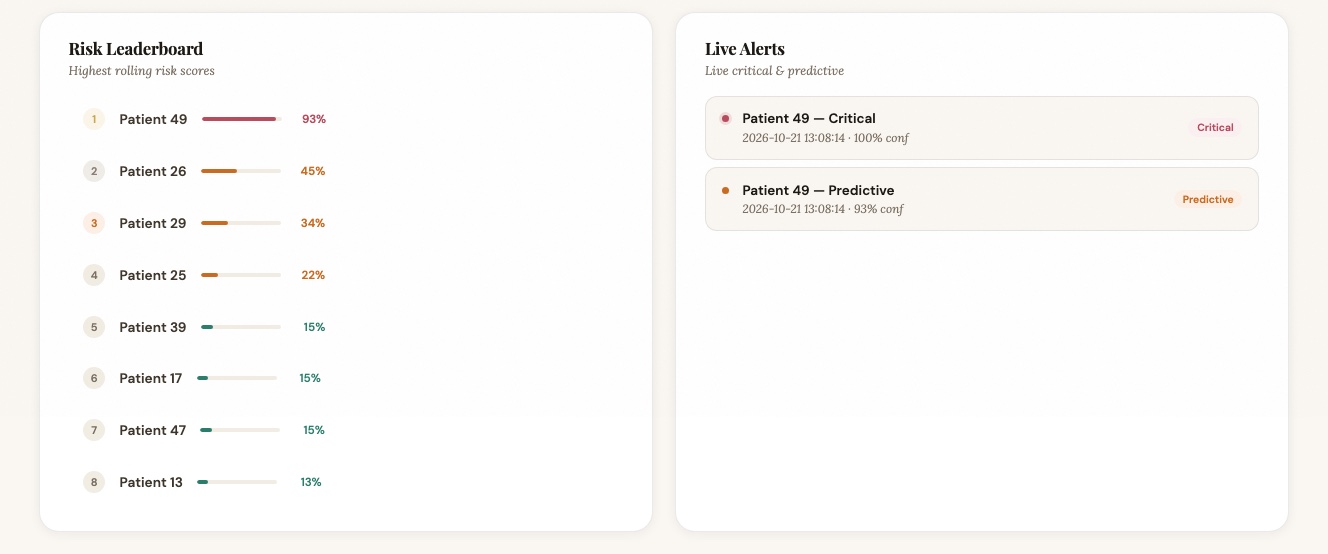 Risk Leaderboard
Highest rolling risk scores
1 Patient 49 93%
2 Patient 26 45%
3 Patient 29 34%
4 Patient 25 22%
5 Patient 39 15%
6 Patient 17 15%
7 Patient 47 15%
8 Patient 13 13%
Live Alerts
Live critical & predictive
Patient 49 — Critical
2026-10-21 13:08:14 · 100% conf
Critical
Patient 49 — Predictive
2026-10-21 13:08:14 · 93% conf
Predictive